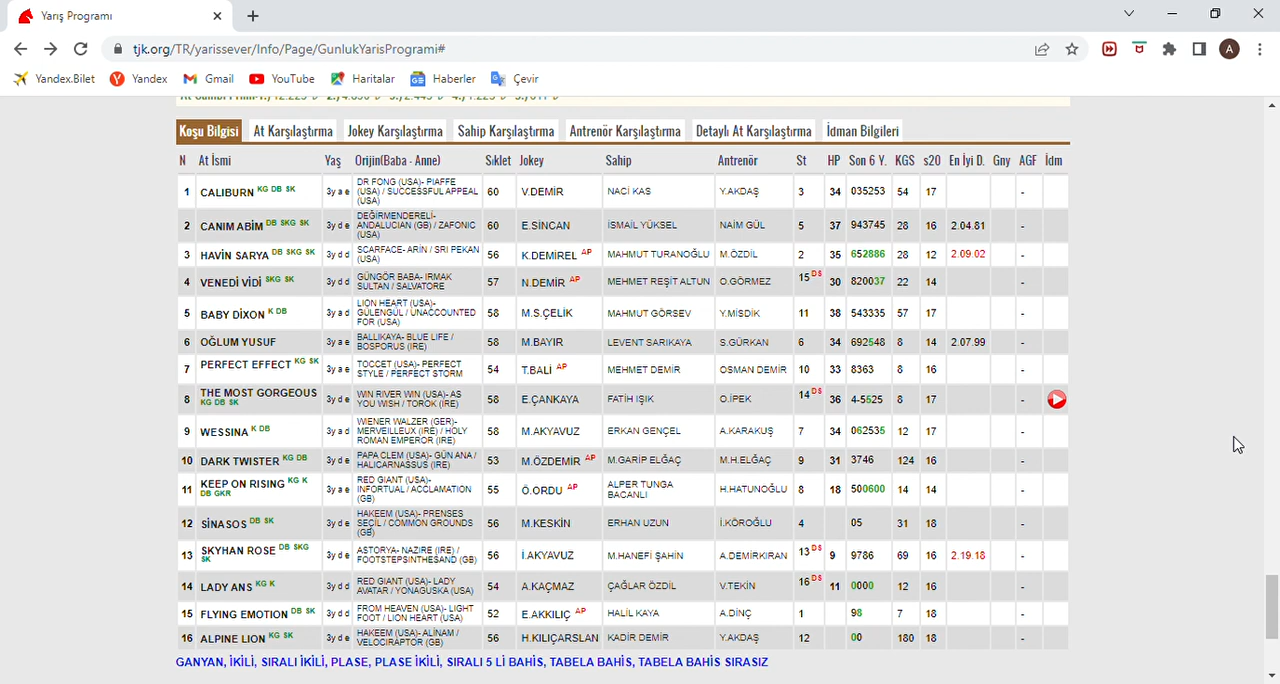 Yarış Programı
tjk.org/TR/yarissever/Info/Page/GunlukYarisProgrami#
A
Yandex.Bilet Yandex Gmail YouTube Haritalar Haberler Çevir
Koşu Bilgisi At Karşılaştırma Jokey Karşılaştırma Sahip Karşılaştırma Antrenör Karşılaştırma Detaylı At Karşılaştırma İdman Bilgileri
N At İsmi Yaş Orijin(Baba - Anne) Sıklet Jokey Sahip Antrenör St HP Son 6 Y. KGS s20 En İyi D. Gny AGF İdm
1 CALIBURN KG DB SK 3y a e DR FONG (USA)- PIAFFE (USA) / SUCCESSFUL APPEAL (USA) 60 V.DEMİR NACİ KAS Y.AKDAŞ 3 34 035253 54 17 -
2 CANIM ABİM DB SKG SK 3y d e DEĞİRMENDERELİ- ANDALUCIAN (GB) / ZAFONIC (USA) 60 E.SİNCAN İSMAİL YÜKSEL NAİM GÜL 5 37 943745 28 16 2.04.81 -
3 HAVİN SARYA DB SKG SK 3y d d SCARFACE- ARİN / SRI PEKAN (USA) 56 K.DEMİREL AP MAHMUT TURANOĞLU M.ÖZDİL 2 35 652886 28 12 2.09.02 -
4 VENEDİ VİDİ SKG SK 3y d d GÜNGÖR BABA- IRMAK SULTAN / SALVATORE 57 N.DEMİR AP MEHMET REŞİT ALTUN O.GÖRMEZ 15 DS 30 820037 22 14 -
5 BABY DİXON K DB 3y a d LION HEART (USA)- GÜLENGÜL / UNACCOUNTED FOR (USA) 58 M.S.ÇELİK MAHMUT GÖRSEV Y.MISDİK 11 38 543335 57 17 -
6 OĞLUM YUSUF 3y a e BALLIKAYA- BLUE LIFE / BOSPORUS (IRE) 58 M.BAYIR LEVENT SARIKAYA S.GÜRKAN 6 34 692548 8 14 2.07.99 -
7 PERFECT EFFECT KG SK 3y a e TOCCET (USA)- PERFECT STYLE / PERFECT STORM 54 T.BALİ AP MEHMET DEMİR OSMAN DEMİR 10 33 8363 8 16 -
8 THE MOST GORGEOUS KG DB SK 3y d e WIN RIVER WIN (USA)- AS YOU WISH / TOROK (IRE) 58 E.ÇANKAYA FATİH IŞIK O.İPEK 14 DS 36 4-5625 8 17 -
9 WESSINA K DB 3y a d WIENER WALZER (GER)- MERVEILLEUX (IRE) / HOLY ROMAN EMPEROR (IRE) 58 M.AKYAVUZ ERKAN GENÇEL A.KARAKUŞ 7 34 062535 12 17 -
10 DARK TWISTER KG DB 3y d e PAPA CLEM (USA)- GÜN ANA / HALICARNASSUS (IRE) 53 M.ÖZDEMİR AP M.GARİP ELĞAÇ M.H.ELĞAÇ 9 31 3746 124 16 -
11 KEEP ON RISING KG K DB GKR 3y a e RED GIANT (USA)- INFORTUAL / ACCLAMATION (GB) 55 Ö.ORDU AP ALPER TUNGA BACANLI H.HATUNOĞLU 8 18 500600 14 14 -
12 SİNASOS DB SK 3y d e HAKEEM (USA)- PRENSES SEÇİL / COMMON GROUNDS (GB) 56 M.KESKİN ERHAN UZUN İ.KÖROĞLU 4 05 31 18 -
13 SKYHAN ROSE DB SKG SK 3y d e ASTORYA- NAZIRE (IRE) / FOOTSTEPSINTHESAND (GB) 56 İ.AKYAVUZ M.HANEFİ ŞAHİN A.DEMİRKIRAN 13 DS 9 9786 69 16 2.19.18 -
14 LADY ANS KG K 3y d d RED GIANT (USA)- LADY AVATAR / YONAGUSKA (USA) 54 A.KAÇMAZ ÇAĞLAR ÖZDİL V.TEKİN 16 DS 11 0000 12 16 -
15 FLYING EMOTION DB SK 3y d d FROM HEAVEN (USA)- LIGHT FOOT / LION HEART (USA) 52 E.AKKILIÇ AP HALİL KAYA A.DİNÇ 1 98 7 18 -
16 ALPINE LION KG SK 3y d e HAKEEM (USA)- ALİNAM / VELOCİRAPTOR (GB) 56 H.KILIÇARSLAN KADİR DEMİR Y.AKDAŞ 12 00 180 18 -
GANYAN, İKİLİ, SIRALI İKİLİ, PLASE, PLASE İKİLİ, SIRALI 5 Lİ BAHİS, TABELA BAHİS, TABELA BAHİS SIRASIZ